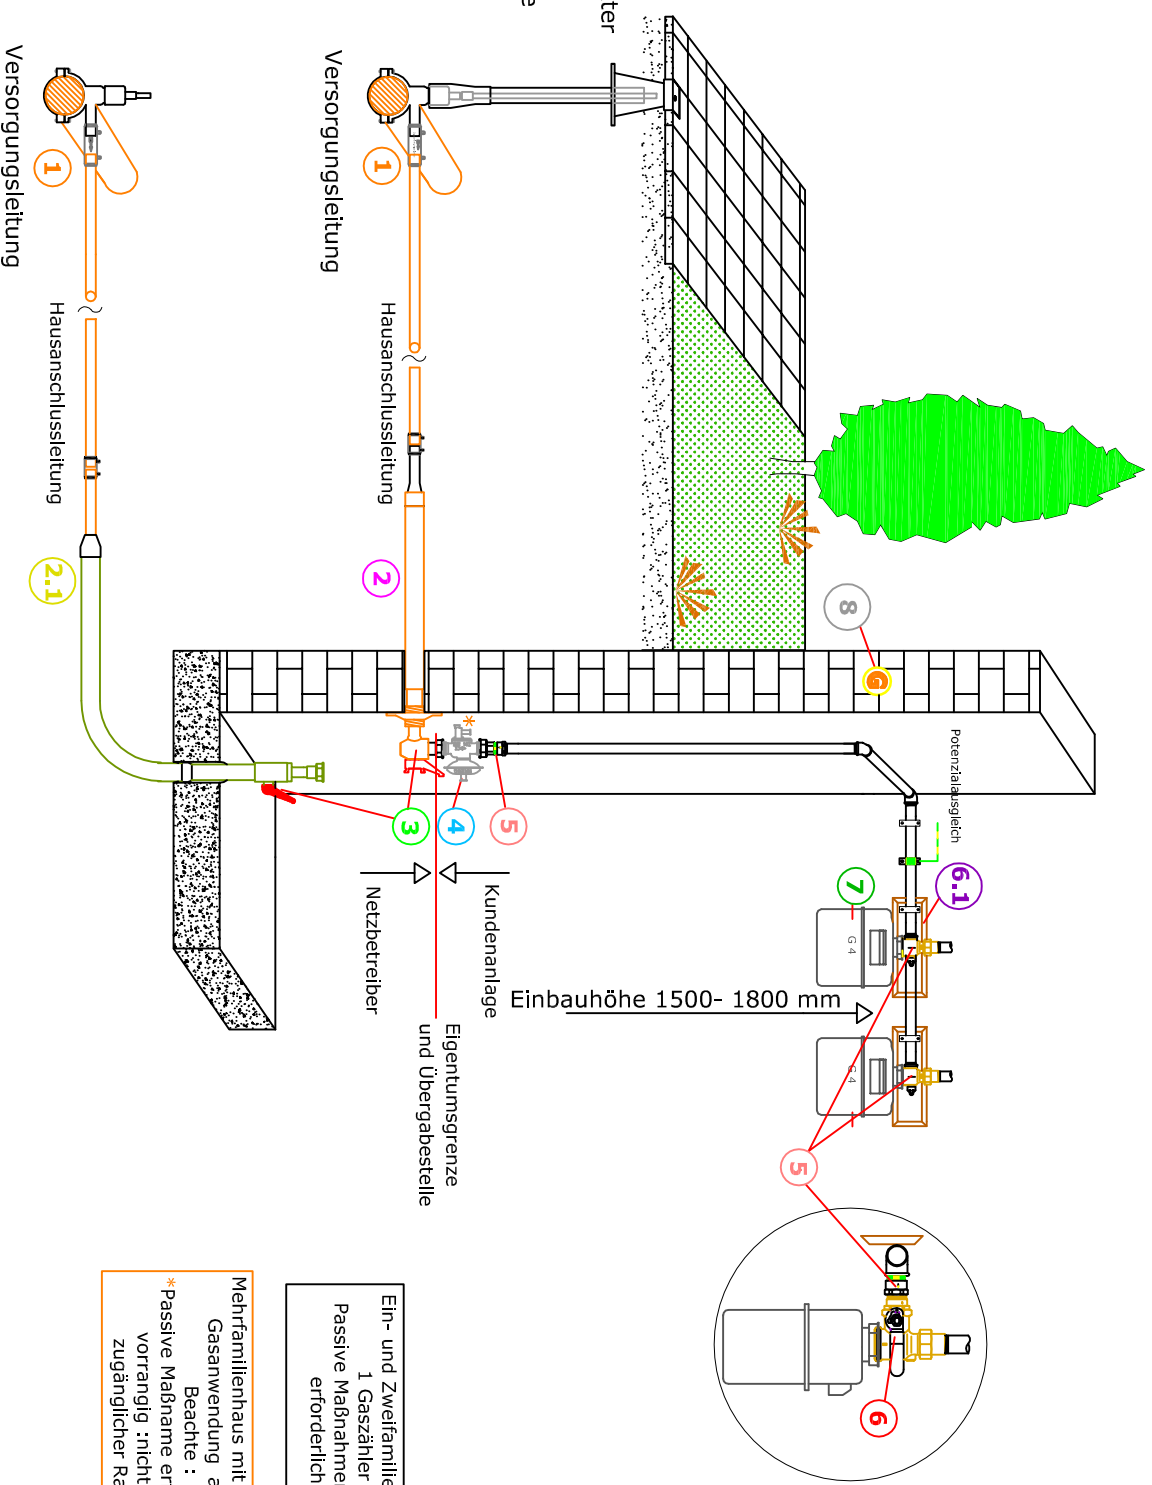 ter
e
Versorgungsleitung
Versorgungsleitung
1
1
Hausanschlussleitung
Hausanschlussleitung
2
2.1
8
G
*
3
4
5
Potenzialausgleich
6.1
7
G 4
G 4
Kundenanlage
Netzbetreiber
Einbauhöhe 1500- 1800 mm
Eigentumsgrenze
und Übergabestelle
5
6
Ein- und Zweifamilie
1 Gaszähler
Passive Maßnahmen
erforderlich
Mehrfamilienhaus mit
Gasanwendung a
Beachte :
*Passive Maßname er
vorrangig :nicht
zugänglicher Ra